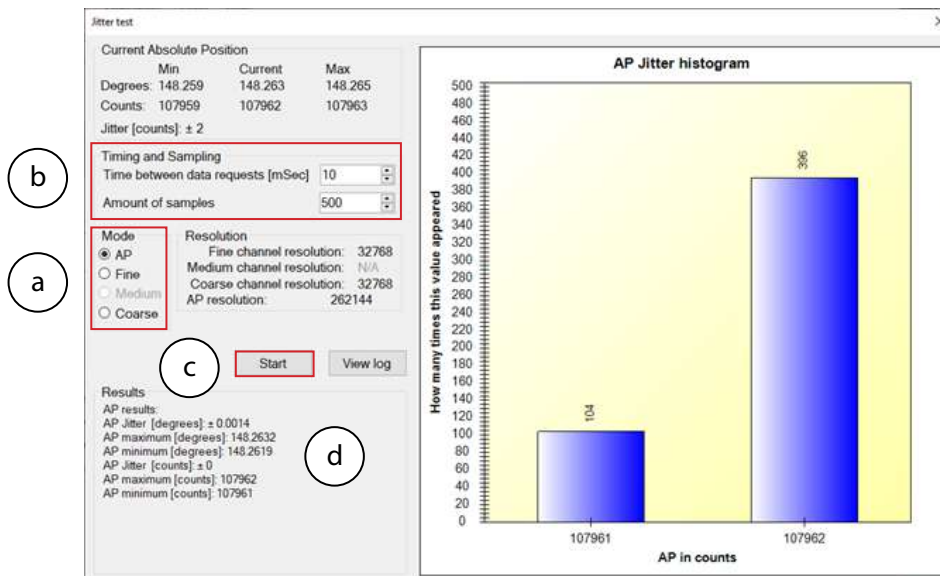 Jitter test
Current Absolute Position
Min Current Max
Degrees: 148.259 148.263 148.265
Counts: 107959 107962 107963
Jitter [counts]: ± 2
b
Timing and Sampling
Time between data requests [mSec] 10
Amount of samples 500
a
Mode
AP
Fine
Medium
Coarse
Resolution
Fine channel resolution: 32768
Medium channel resolution: N/A
Coarse channel resolution: 32768
AP resolution: 262144
c
Start View log
Results
AP results:
AP Jitter [degrees]: ± 0.0014
AP maximum [degrees]: 148.2632
AP minimum [degrees]: 148.2619
AP Jitter [counts]: ± 0
AP maximum [counts]: 107962
AP minimum [counts]: 107961
d
AP Jitter histogram
How many times this value appeared
500
480
460
440
420
400
380
360
340
320
300
280
260
240
220
200
180
160
140
120
100
80
60
40
20
0
104
396
107961 107962
AP in counts